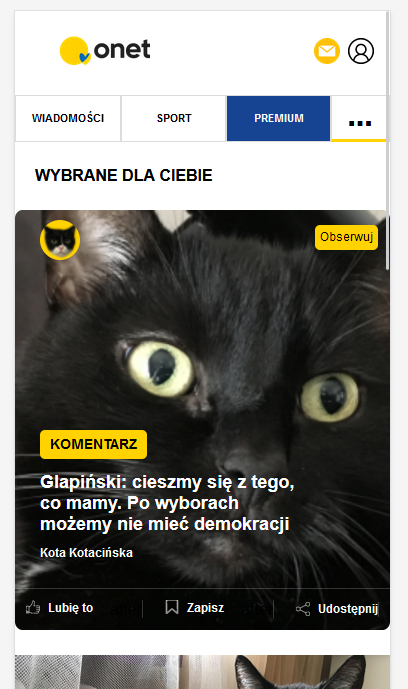 onet
WIADOMOŚCI
SPORT
PREMIUM
...
WYBRANE DLA CIEBIE
Obserwuj
KOMENTARZ
Glapiński: cieszmy się z tego,
co mamy. Po wyborach
możemy nie mieć demokracji
Kota Kotacińska
Lubię to
Zapisz
Udostępnij